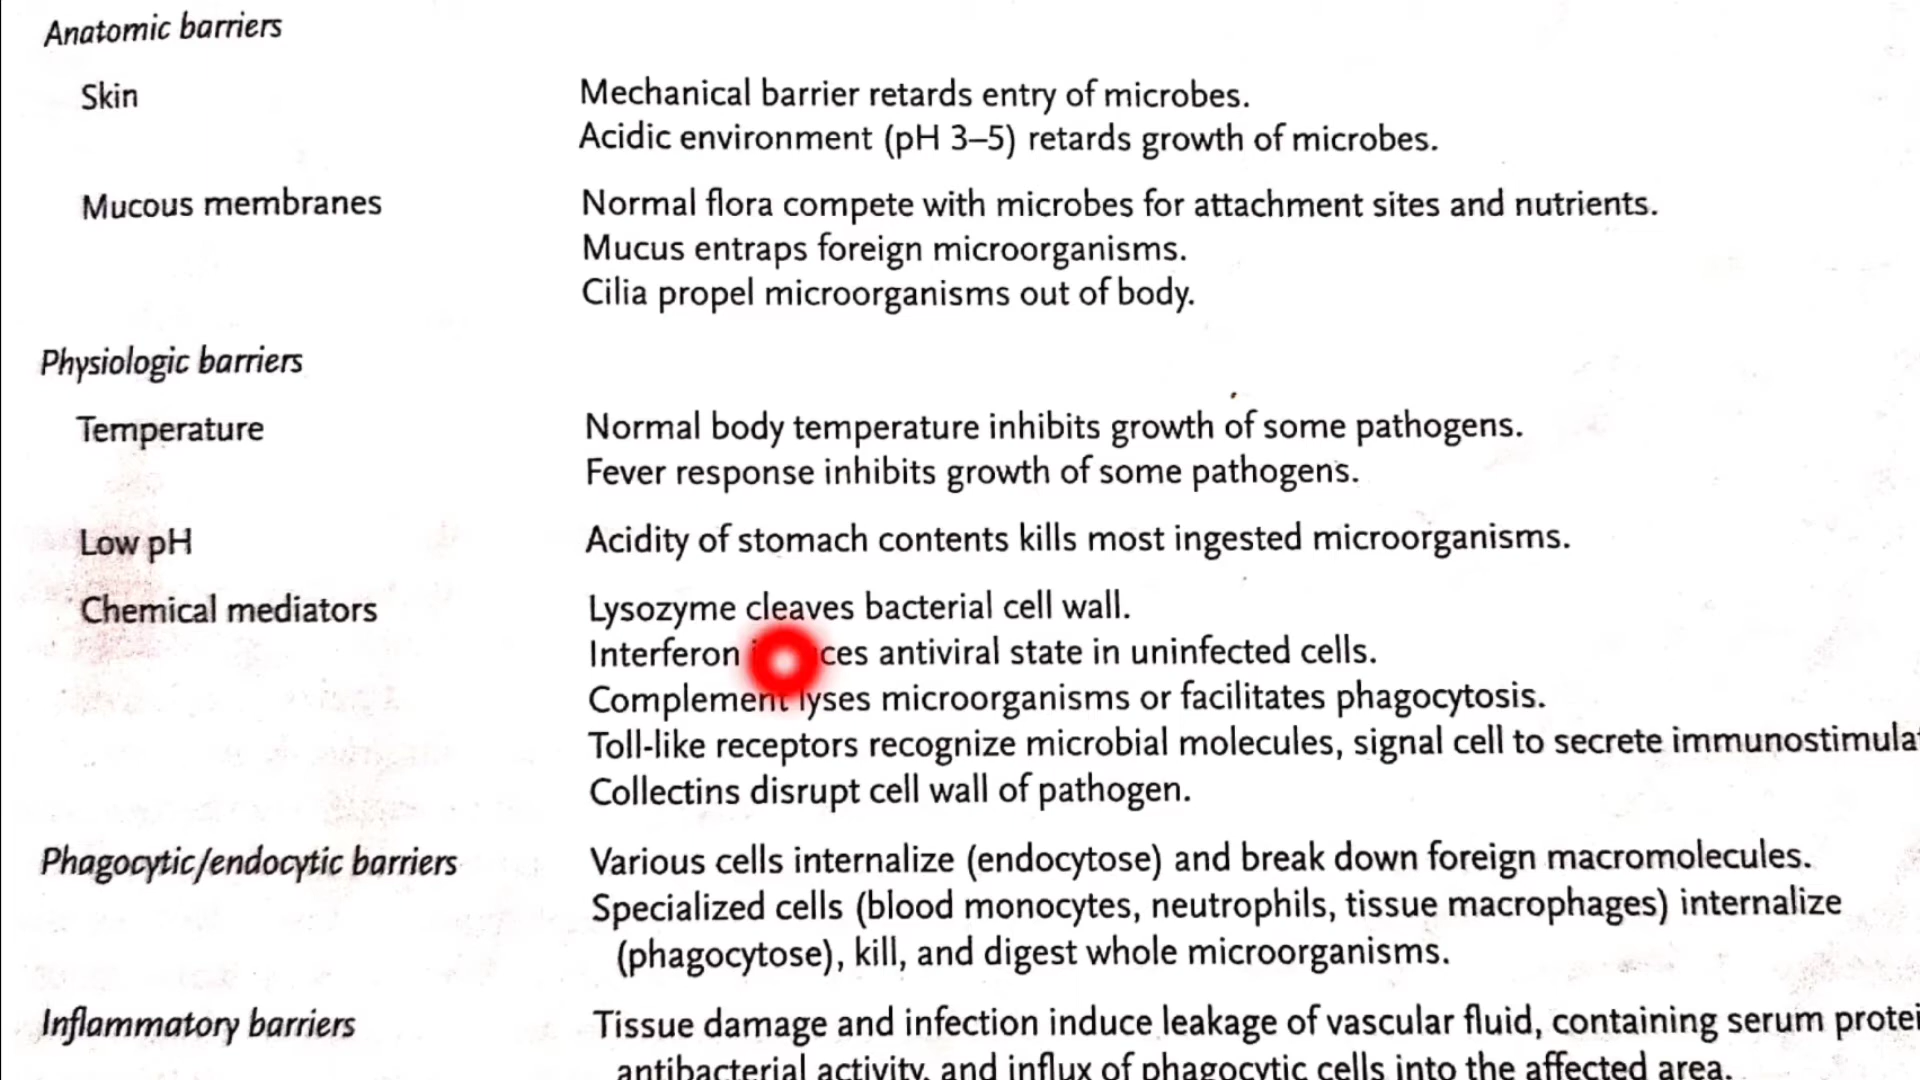 Anatomic barriers
Skin
Mechanical barrier retards entry of microbes.
Acidic environment (pH 3–5) retards growth of microbes.
Mucous membranes
Normal flora compete with microbes for attachment sites and nutrients.
Mucus entraps foreign microorganisms.
Cilia propel microorganisms out of body.
Physiologic barriers
Temperature
Normal body temperature inhibits growth of some pathogens.
Fever response inhibits growth of some pathogens.
Low pH
Acidity of stomach contents kills most ingested microorganisms.
Chemical mediators
Lysozyme cleaves bacterial cell wall.
Interferon antiviral state in uninfected cells.
Complement lyses microorganisms or facilitates phagocytosis.
Toll-like receptors recognize microbial molecules, signal cell to secrete
Collectins disrupt cell wall of pathogen.
Phagocytic/endocytic barriers
Various cells internalize (endocytose) and break down foreign macromolecules.
Specialized cells (blood monocytes, neutrophils, tissue macrophages) internalize
(phagocytose), kill, and digest whole microorganisms.
Inflammatory barriers
Tissue damage and infection induce leakage of vascular fluid, containing serum
antibacterial activity, and influx of phagocytic cells into the affected area.